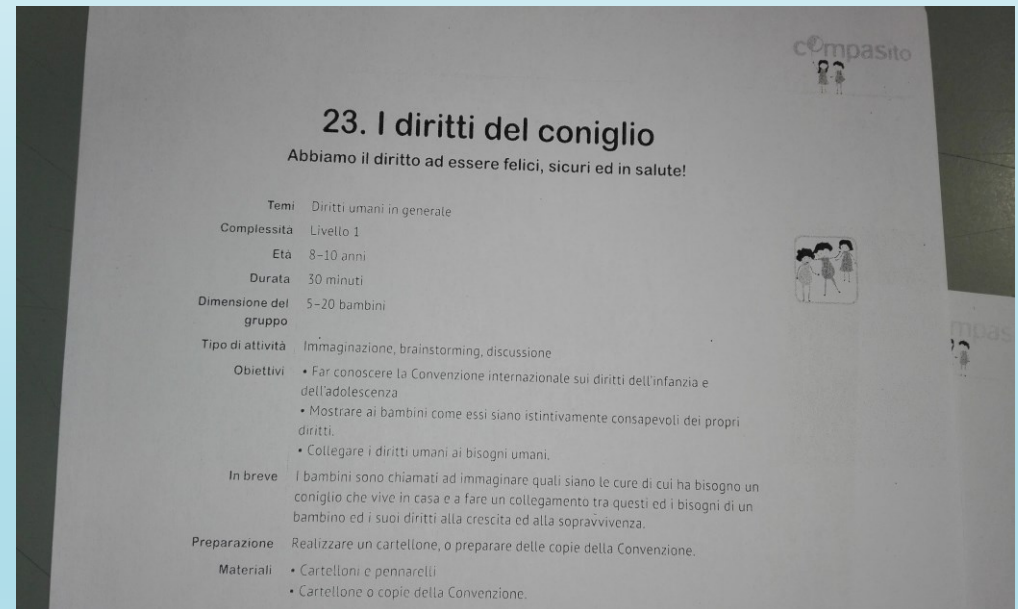 compasito
23. I diritti del coniglio
Abbiamo il diritto ad essere felici, sicuri ed in salute!
Temi Diritti umani in generale
Complessità Livello 1
Età 8–10 anni
Durata 30 minuti
Dimensione del 5–20 bambini
gruppo
Tipo di attività Immaginazione, brainstorming, discussione
Obiettivi • Far conoscere la Convenzione internazionale sui diritti dell'infanzia e
dell'adolescenza
• Mostrare ai bambini come essi siano istintivamente consapevoli dei propri
diritti.
• Collegare i diritti umani ai bisogni umani.
In breve I bambini sono chiamati ad immaginare quali siano le cure di cui ha bisogno un
coniglio che vive in casa e a fare un collegamento tra questi ed i bisogni di un
bambino ed i suoi diritti alla crescita ed alla sopravvivenza.
Preparazione Realizzare un cartellone, o preparare delle copie della Convenzione.
Materiali • Cartelloni e pennarelli
• Cartellone o copie della Convenzione.